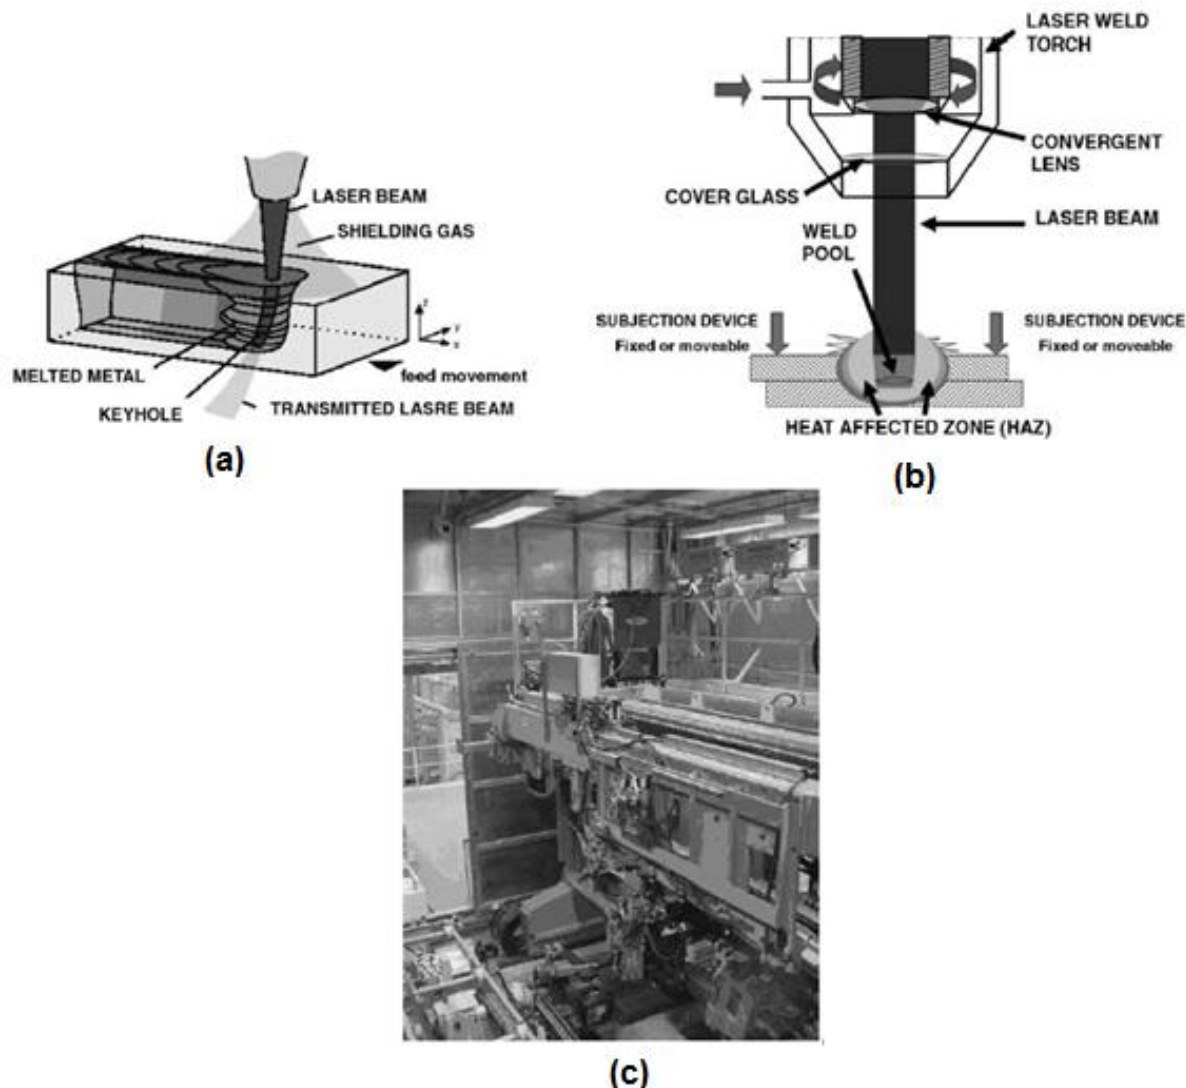 LASER BEAM
SHIELDING GAS
z
y
x
MELTED METAL
feed movement
KEYHOLE
TRANSMITTED LASRE BEAM
(a)
LASER WELD
TORCH
CONVERGENT
LENS
COVER GLASS
LASER BEAM
WELD
POOL
SUBJECTION DEVICE
Fixed or moveable
SUBJECTION DEVICE
Fixed or moveable
HEAT AFFECTED ZONE (HAZ)
(b)
(c)